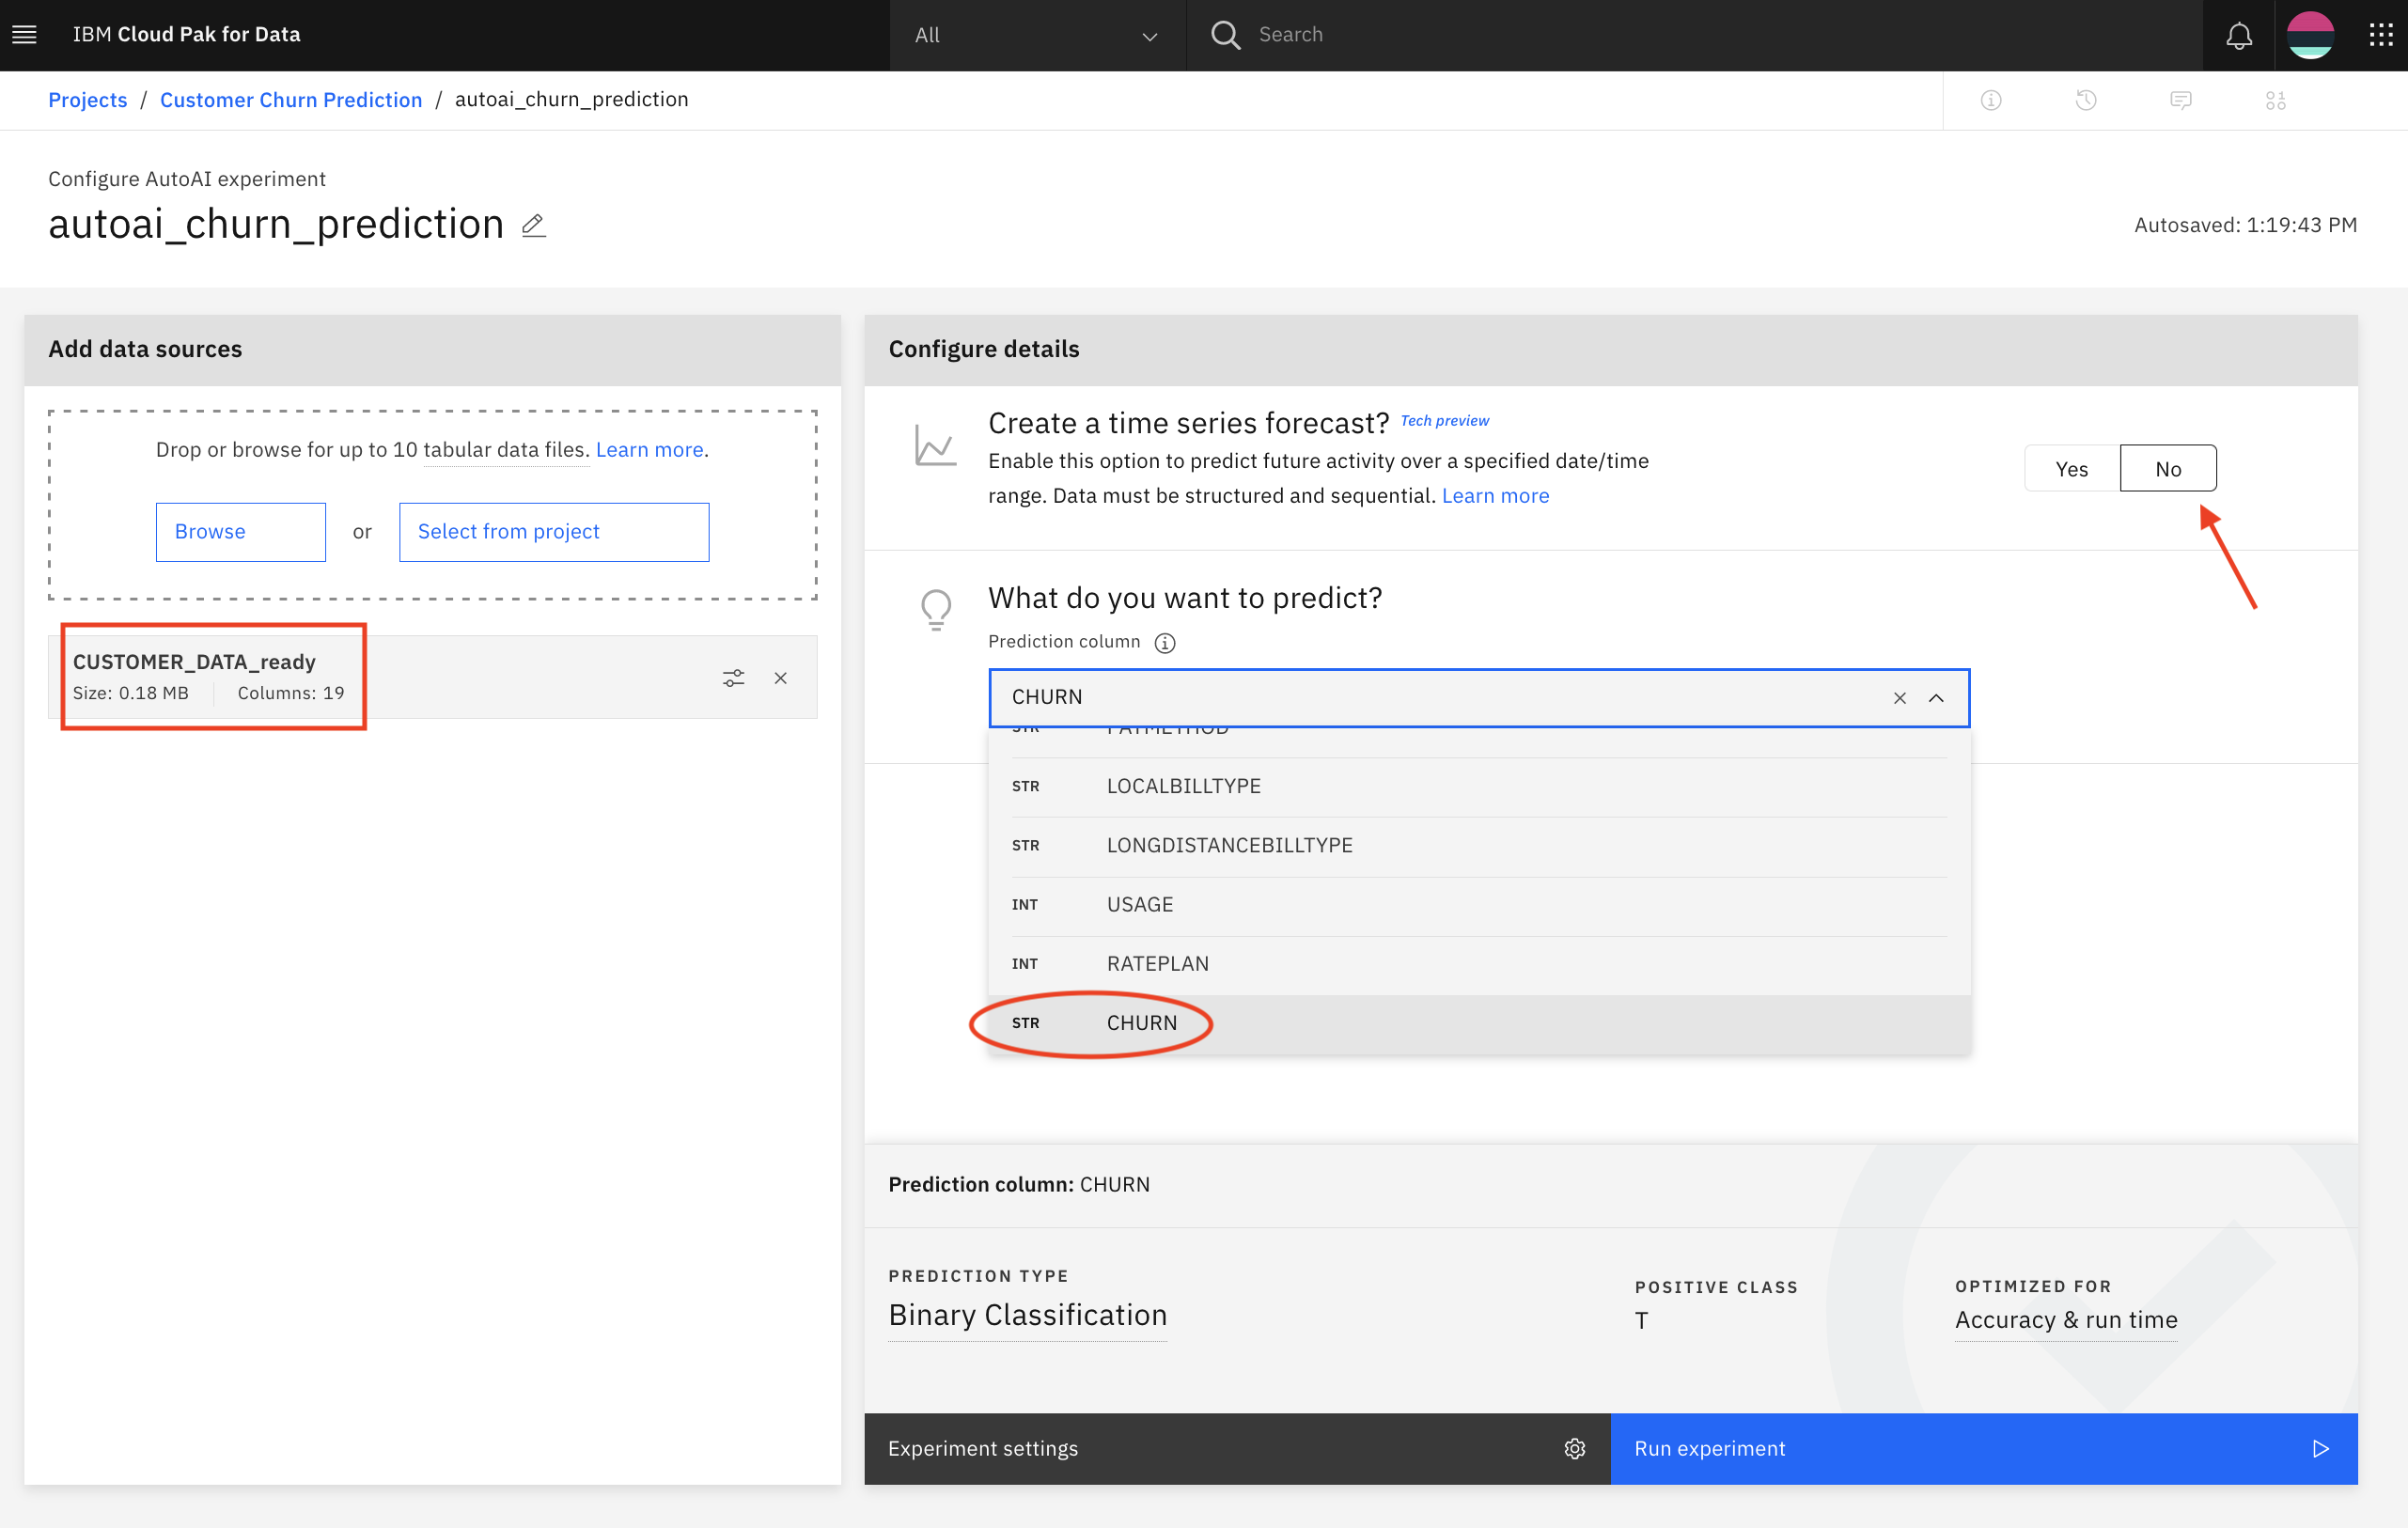 IBM Cloud Pak for Data
All
Search
Projects / Customer Churn Prediction / autoai_churn_prediction
Configure AutoAI experiment
autoai_churn_prediction
Autosaved: 1:19:43 PM
Add data sources
Drop or browse for up to 10 tabular data files. Learn more.
Browse
or
Select from project
CUSTOMER_DATA_ready
Size: 0.18 MB
Columns: 19
Configure details
Create a time series forecast? Tech preview
Enable this option to predict future activity over a specified date/time
range. Data must be structured and sequential. Learn more
Yes
No
What do you want to predict?
Prediction column
CHURN
STR PAYMETHOD
STR LOCALBILLTYPE
STR LONGDISTANCEBILLTYPE
INT USAGE
INT RATEPLAN
STR CHURN
Prediction column: CHURN
PREDICTION TYPE
Binary Classification
POSITIVE CLASS
T
OPTIMIZED FOR
Accuracy & run time
Experiment settings
Run experiment